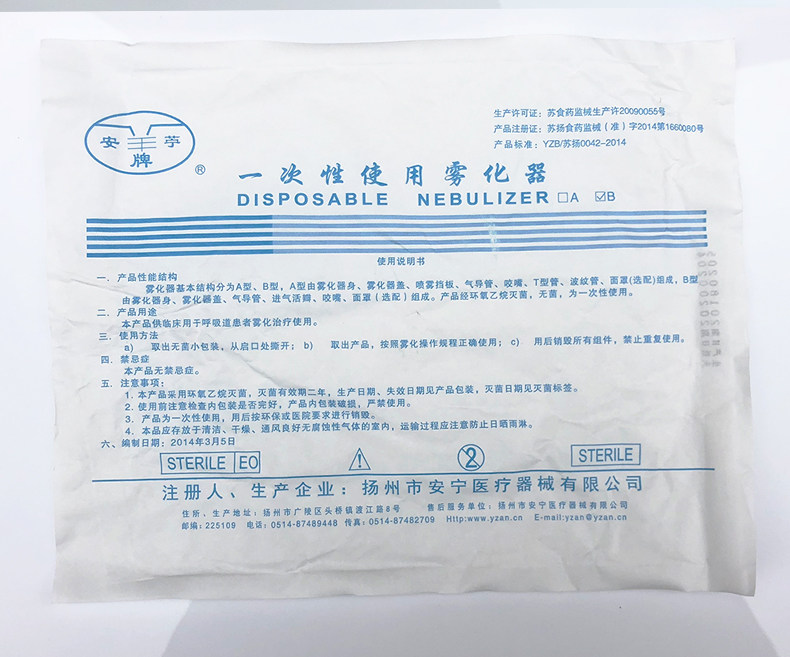 生产许可证：苏食药监械生产许20090055号
产品注册证：苏扬食药监械（准）字2014第1660080号
产品标准：YZB/苏扬0042-2014
安 苧
牌
®
一次性使用雾化器
DISPOSABLE NEBULIZER □A ☑B
使用说明书
一．产品性能结构
雾化器基本结构分为A型、B型，A型由雾化器身、雾化器盖、喷雾挡板、气导管、咬嘴、T型管、波纹管、面罩(选配)组成，B型
由雾化器身、雾化器盖、气导管、进气活瓣、咬嘴、面罩（选配）组成。产品经环氧乙烷灭菌，无菌，为一次性使用。
二．产品用途
本产品供临床用于呼吸道患者雾化治疗使用。
三．使用方法
a) 取出无菌小包装，从启口处撕开； b) 取出产品，按照雾化操作规程正确使用； c) 用后销毁所有组件，禁止重复使用。
四．禁忌症
本产品无禁忌症。
五．注意事项：
1. 本产品采用环氧乙烷灭菌，灭菌有效期二年，生产日期、失效日期见产品包装，灭菌日期见灭菌标签。
2. 使用前注意检查内包装是否完好，产品内包装破损，严禁使用。
3. 产品为一次性使用，用后按环保或医院要求进行销毁。
4. 本品应存放于清洁、干燥、通风良好无腐蚀性气体的室内，运输过程应注意防止日晒雨淋。
六、编制日期：2014年3月5日
STERILE EO 2 STERILE
注册人、生产企业：扬州市安宁医疗器械有限公司
住所、生产地址：扬州市广陵区头桥镇渡江路8号 售后服务单位：扬州市安宁医疗器械有限公司
邮编：225109 电话：0514-87489448 传真：0514-87482709 Http:www.yzan.cn E-mail:yzan@yzan.cn